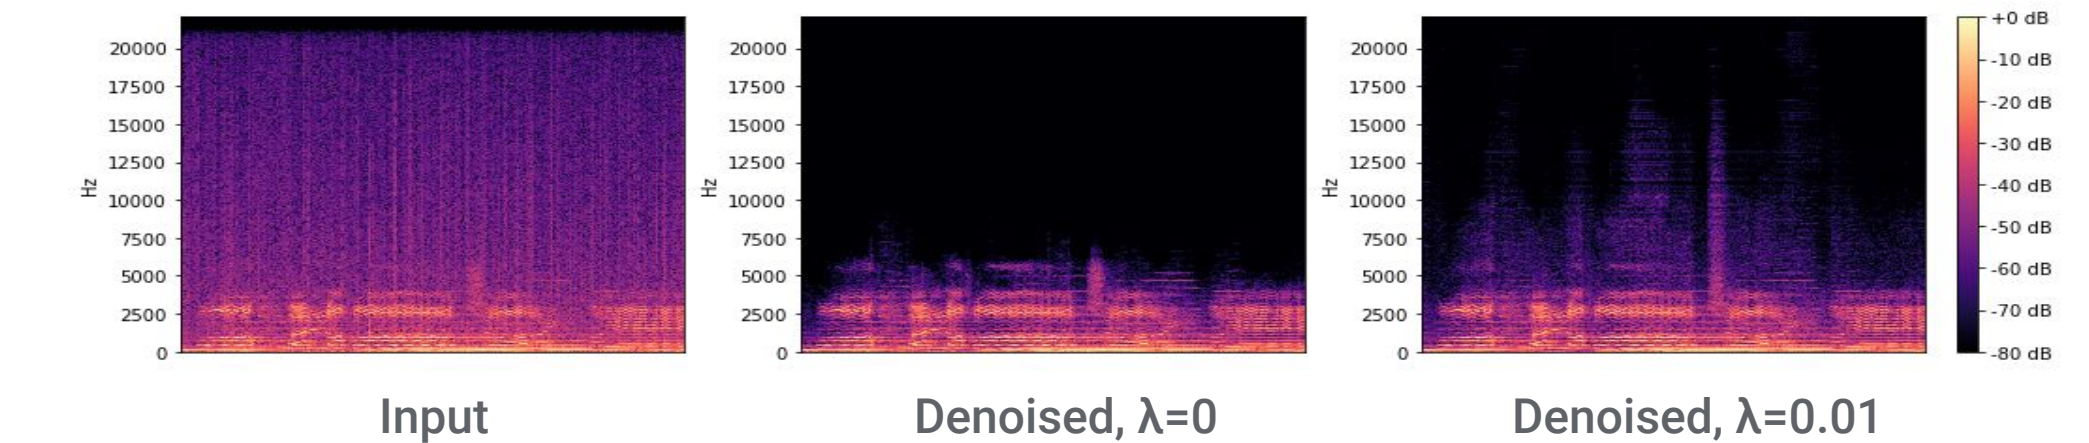 20000
17500
15000
12500
10000
7500
5000
2500
0
Hz
20000
17500
15000
12500
10000
7500
5000
2500
0
Hz
20000
17500
15000
12500
10000
7500
5000
2500
0
Hz
+0 dB
-10 dB
-20 dB
-30 dB
-40 dB
-50 dB
-60 dB
-70 dB
-80 dB
Input
Denoised, λ=0
Denoised, λ=0.01